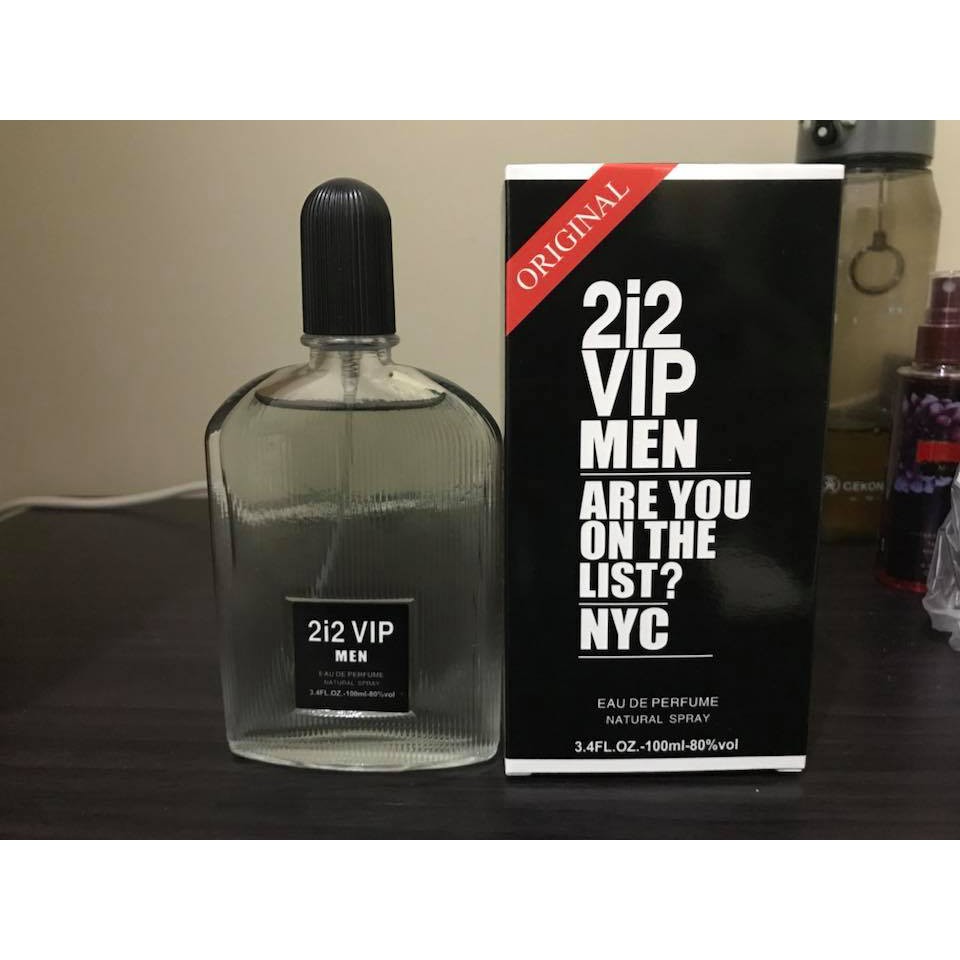 2i2 VIP
MEN
EAU DE PERFUME
NATURAL SPRAY
3.4FL.OZ.-100ml-80%vol
ORIGINAL
2i2
VIP
MEN
ARE YOU
ON THE
LIST?
NYC
EAU DE PERFUME
NATURAL SPRAY
3.4FL.OZ.-100ml-80%vol